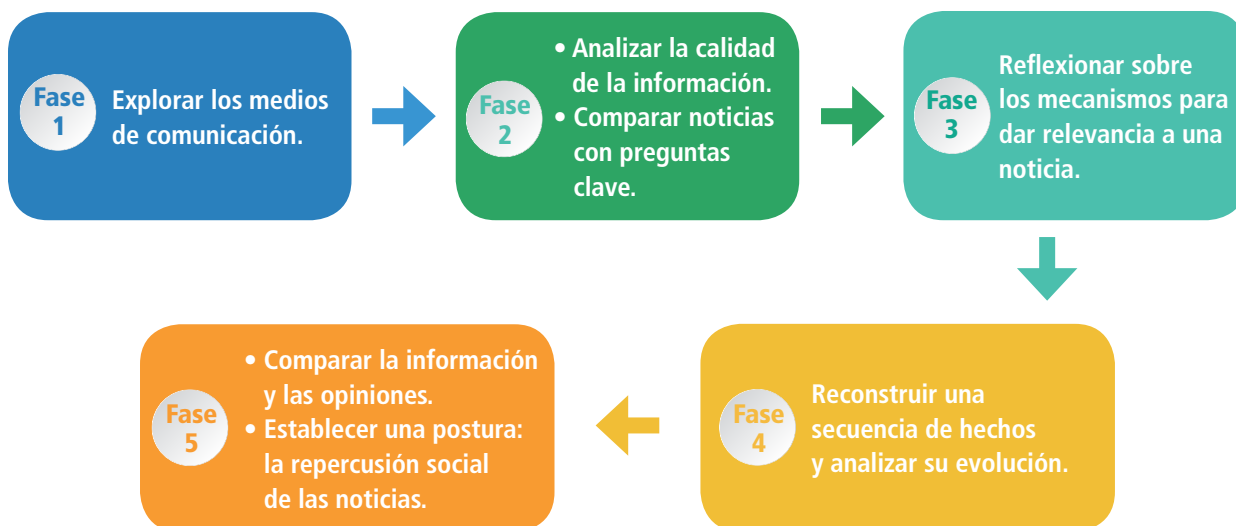 Fase
1
Explorar los medios
de comunicación.
Fase
2
• Analizar la calidad
de la información.
• Comparar noticias
con preguntas
clave.
Fase
3
Reflexionar sobre
los mecanismos para
dar relevancia a una
noticia.
Fase
4
Reconstruir una
secuencia de hechos
y analizar su evolución.
Fase
5
• Comparar la información
y las opiniones.
• Establecer una postura:
la repercusión social
de las noticias.